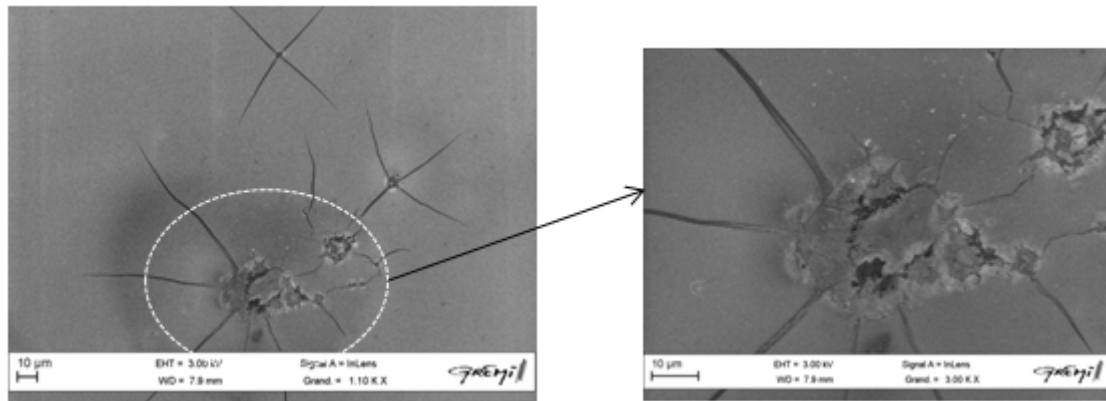 10 µm
EHT = 3.00 kV
Signal A = InLens
WD = 7.9 mm
Grand. = 1.10 K X
GREMI
10 µm
EHT = 3.00 kV
Signal A = InLens
WD = 7.9 mm
Grand. = 3.00 K X
GREMI